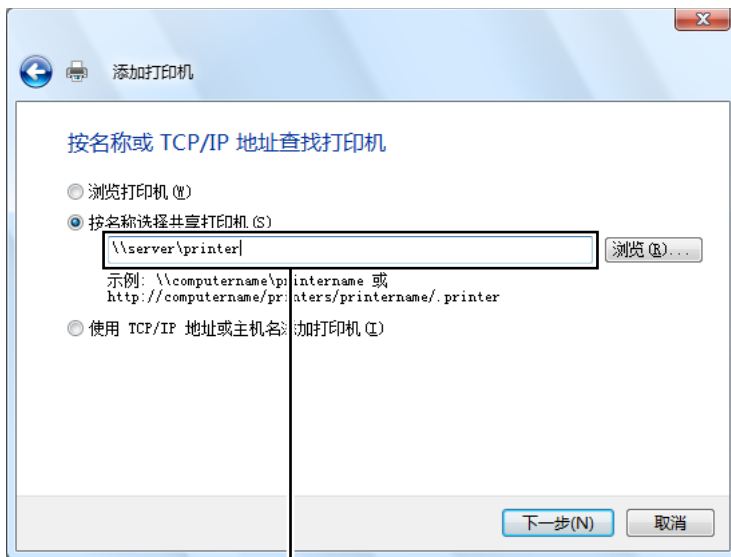 添加打印机
按名称或 TCP/IP 地址查找打印机
浏览打印机(W)
按名称选择共享打印机(S)
\\server\printer
浏览(R)...
示例: \\computername\printername 或
http://computername/printers/printername/.printer
使用 TCP/IP 地址或主机名添加打印机(I)
下一步(N)
取消